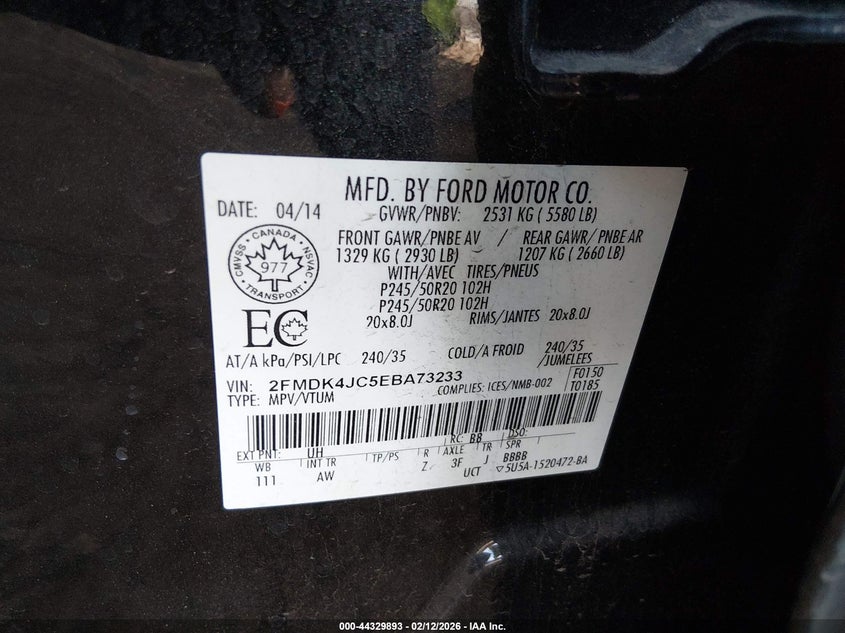 MFD. BY FORD MOTOR CO.
DATE: 04/14 GVWR/PNBV: 2531 KG ( 5580 LB)
FRONT GAWR/PNBE AV / REAR GAWR/ PNBE AR
1329 KG ( 2930 LB) 1207 KG ( 2660 LB)
WITH/AVEC TIRES/PNEUS
P245/50R20 102H
P245/50R20 102H
20x8.0J RIMS/JANTES 20x8.0J
CMVSS · CANADA · NSVAC
977
TRANSPORT
EC
AT/A kPa/PSI/LPC 240/35 COLD/A FROID 240/35 /JUMELEES
VIN: 2FMDK4JC5EBA73233 COMPLIES: ICES/NMB-002 F0150
TYPE: MPV/VTUM T0185
EXT PNT: UH RC: B8 DSO:
WB INT TR TP/PS R AXLE TR SPR
111 AW Z 3F J BBBB
UCT ▽5U5A-1520472-BA
000-44329893 - 02/12/2026 - IAA Inc.